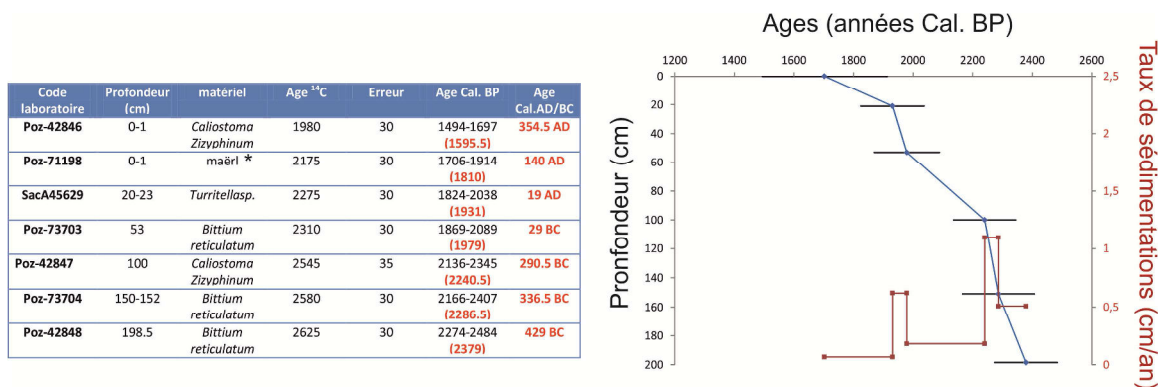 Code laboratoire Profondeur (cm) matériel Age ¹⁴C Erreur Age Cal. BP Age Cal.AD/BC
Poz-42846 0-1 Caliostoma Zizyphinum 1980 30 1494-1697 (1595.5) 354.5 AD
Poz-71198 0-1 maërl * 2175 30 1706-1914 (1810) 140 AD
SacA45629 20-23 Turritellasp. 2275 30 1824-2038 (1931) 19 AD
Poz-73703 53 Bittium reticulatum 2310 30 1869-2089 (1979) 29 BC
Poz-42847 100 Caliostoma Zizyphinum 2545 35 2136-2345 (2240.5) 290.5 BC
Poz-73704 150-152 Bittium reticulatum 2580 30 2166-2407 (2286.5) 336.5 BC
Poz-42848 198.5 Bittium reticulatum 2625 30 2274-2484 (2379) 429 BC
Ages (années Cal. BP)
1200 1400 1600 1800 2000 2200 2400 2600
Pronfondeur (cm)
0
20
40
60
80
100
120
140
160
180
200
2,5
2
1,5
1
0,5
0
Taux de sédimentations (cm/an)